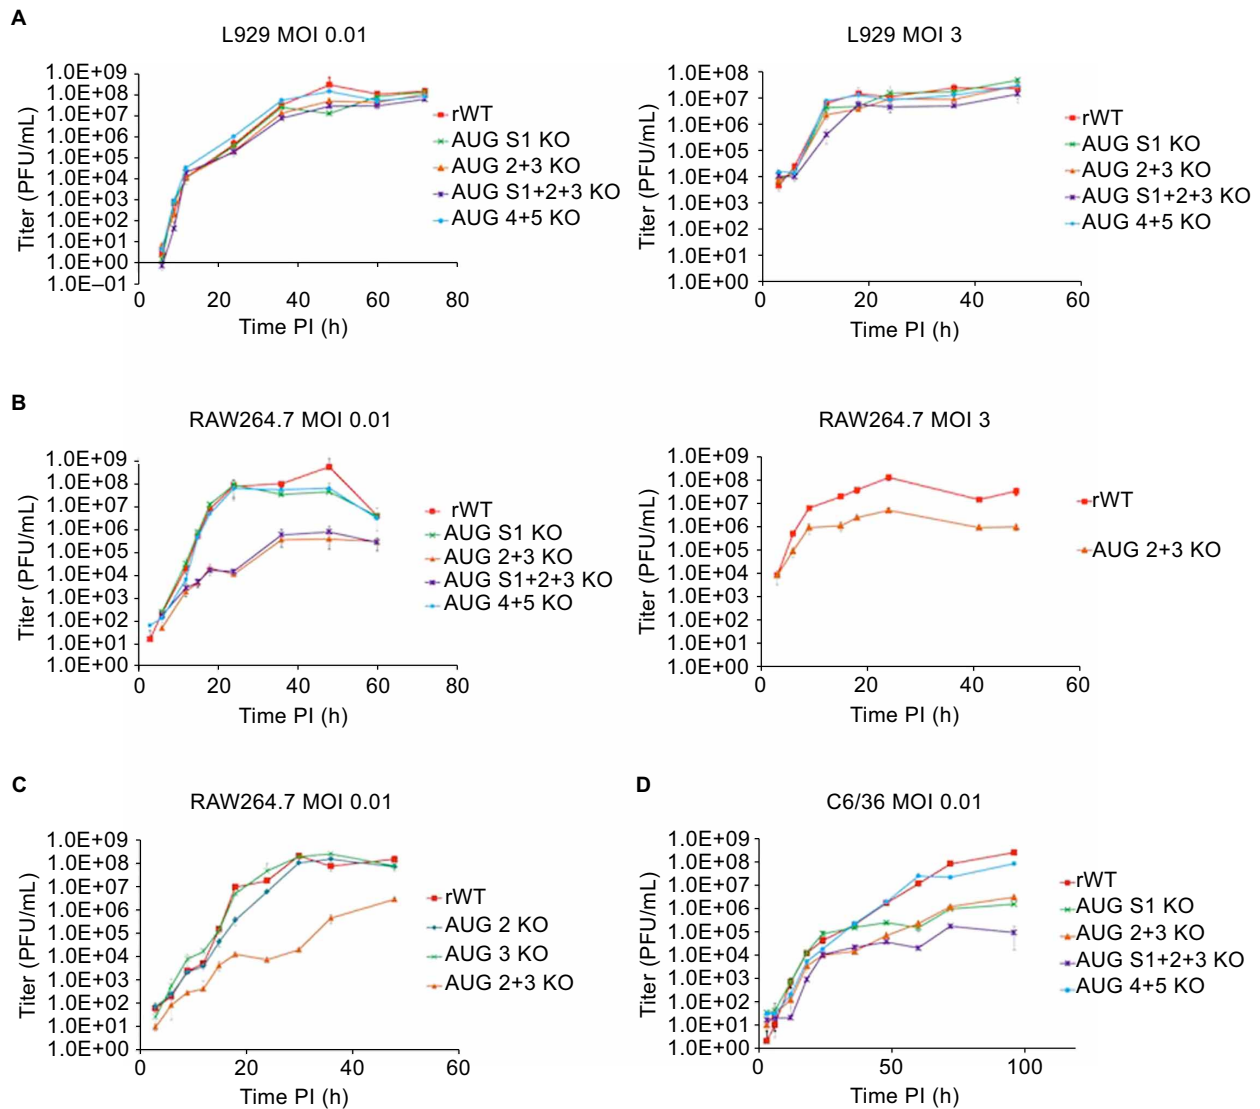 A
L929 MOI 0.01
1.0E+09
1.0E+08
1.0E+07
1.0E+06
1.0E+05
1.0E+04
1.0E+03
1.0E+02
1.0E+01
1.0E+00
1.0E–01
Titer (PFU/mL)
0 20 40 60 80
Time PI (h)
rWT
AUG S1 KO
AUG 2+3 KO
AUG S1+2+3 KO
AUG 4+5 KO
L929 MOI 3
1.0E+08
1.0E+07
1.0E+06
1.0E+05
1.0E+04
1.0E+03
1.0E+02
1.0E+01
1.0E+00
Titer (PFU/mL)
0 20 40 60
Time PI (h)
rWT
AUG S1 KO
AUG 2+3 KO
AUG S1+2+3 KO
AUG 4+5 KO
B
RAW264.7 MOI 0.01
1.0E+09
1.0E+08
1.0E+07
1.0E+06
1.0E+05
1.0E+04
1.0E+03
1.0E+02
1.0E+01
1.0E+00
Titer (PFU/mL)
0 20 40 60 80
Time PI (h)
rWT
AUG S1 KO
AUG 2+3 KO
AUG S1+2+3 KO
AUG 4+5 KO
RAW264.7 MOI 3
1.0E+09
1.0E+08
1.0E+07
1.0E+06
1.0E+05
1.0E+04
1.0E+03
1.0E+02
1.0E+01
1.0E+00
Titer (PFU/mL)
0 20 40 60
Time PI (h)
rWT
AUG 2+3 KO
C
RAW264.7 MOI 0.01
1.0E+09
1.0E+08
1.0E+07
1.0E+06
1.0E+05
1.0E+04
1.0E+03
1.0E+02
1.0E+01
1.0E+00
Titer (PFU/mL)
0 20 40 60
Time PI (h)
rWT
AUG 2 KO
AUG 3 KO
AUG 2+3 KO
D
C6/36 MOI 0.01
1.0E+09
1.0E+08
1.0E+07
1.0E+06
1.0E+05
1.0E+04
1.0E+03
1.0E+02
1.0E+01
1.0E+00
Titer (PFU/mL)
0 50 100
Time PI (h)
rWT
AUG S1 KO
AUG 2+3 KO
AUG S1+2+3 KO
AUG 4+5 KO